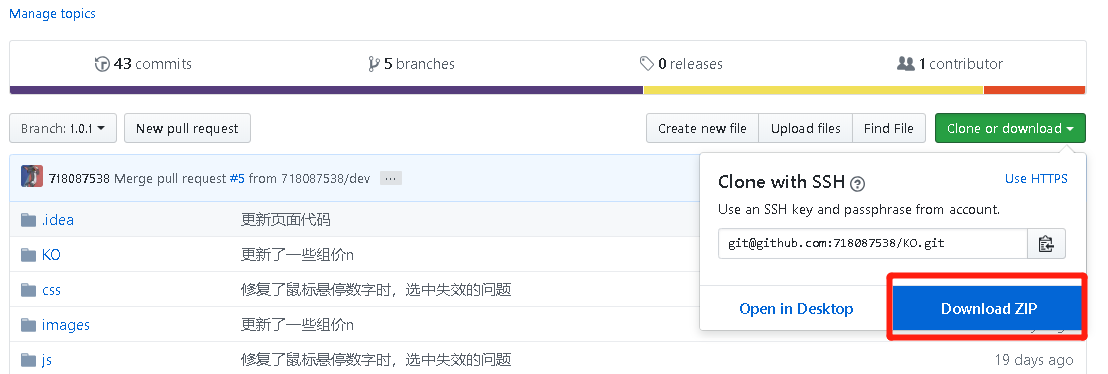 Manage topics
43 commits 5 branches 0 releases 1 contributor
Branch: 1.0.1 New pull request Create new file Upload files Find File Clone or download
718087538 Merge pull request #5 from 718087538/dev ...
Clone with SSH ? Use HTTPS
Use an SSH key and passphrase from account.
git@github.com:718087538/KO.git
Open in Desktop Download ZIP
.idea 更新页面代码
KO 更新了一些组价n
css 修复了鼠标悬停数字时，选中失效的问题
images 更新了一些组价n
js 修复了鼠标悬停数字时，选中失效的问题 19 days ago